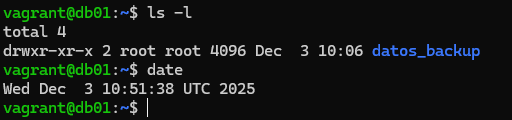 vagrant@db01:~$ ls -l
total 4
drwxr-xr-x 2 root root 4096 Dec  3 10:06 datos_backup
vagrant@db01:~$ date
Wed Dec  3 10:51:38 UTC 2025
vagrant@db01:~$